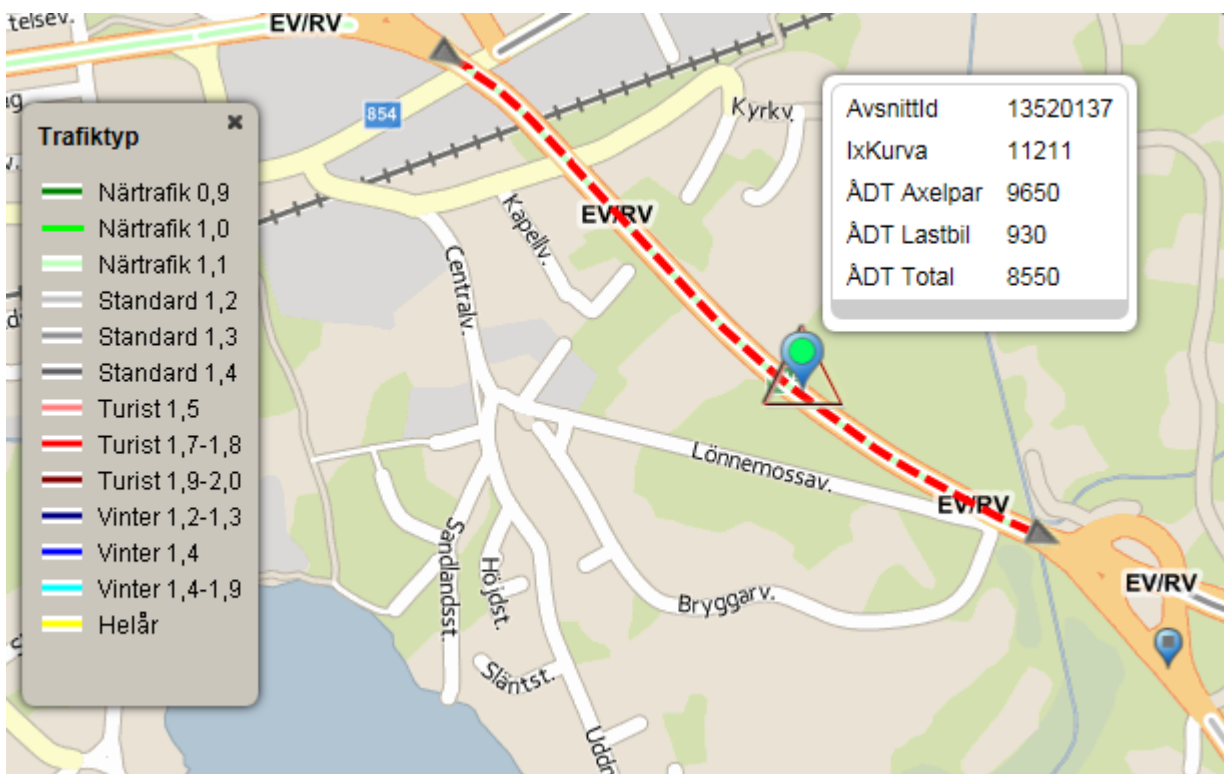 telsev.
EV/RV
854
Kyrkv.
Kapellv.
EV/RV
Centralv.
Lönnemossav.
EV/RV
EV/RV
Sandlandsst.
Höjdst.
Bryggarv.
Släntst.
Trafiktyp
Närtrafik 0,9
Närtrafik 1,0
Närtrafik 1,1
Standard 1,2
Standard 1,3
Standard 1,4
Turist 1,5
Turist 1,7-1,8
Turist 1,9-2,0
Vinter 1,2-1,3
Vinter 1,4
Vinter 1,4-1,9
Helår
AvsnittId 13520137
IxKurva 11211
ÅDT Axelpar 9650
ÅDT Lastbil 930
ÅDT Total 8550